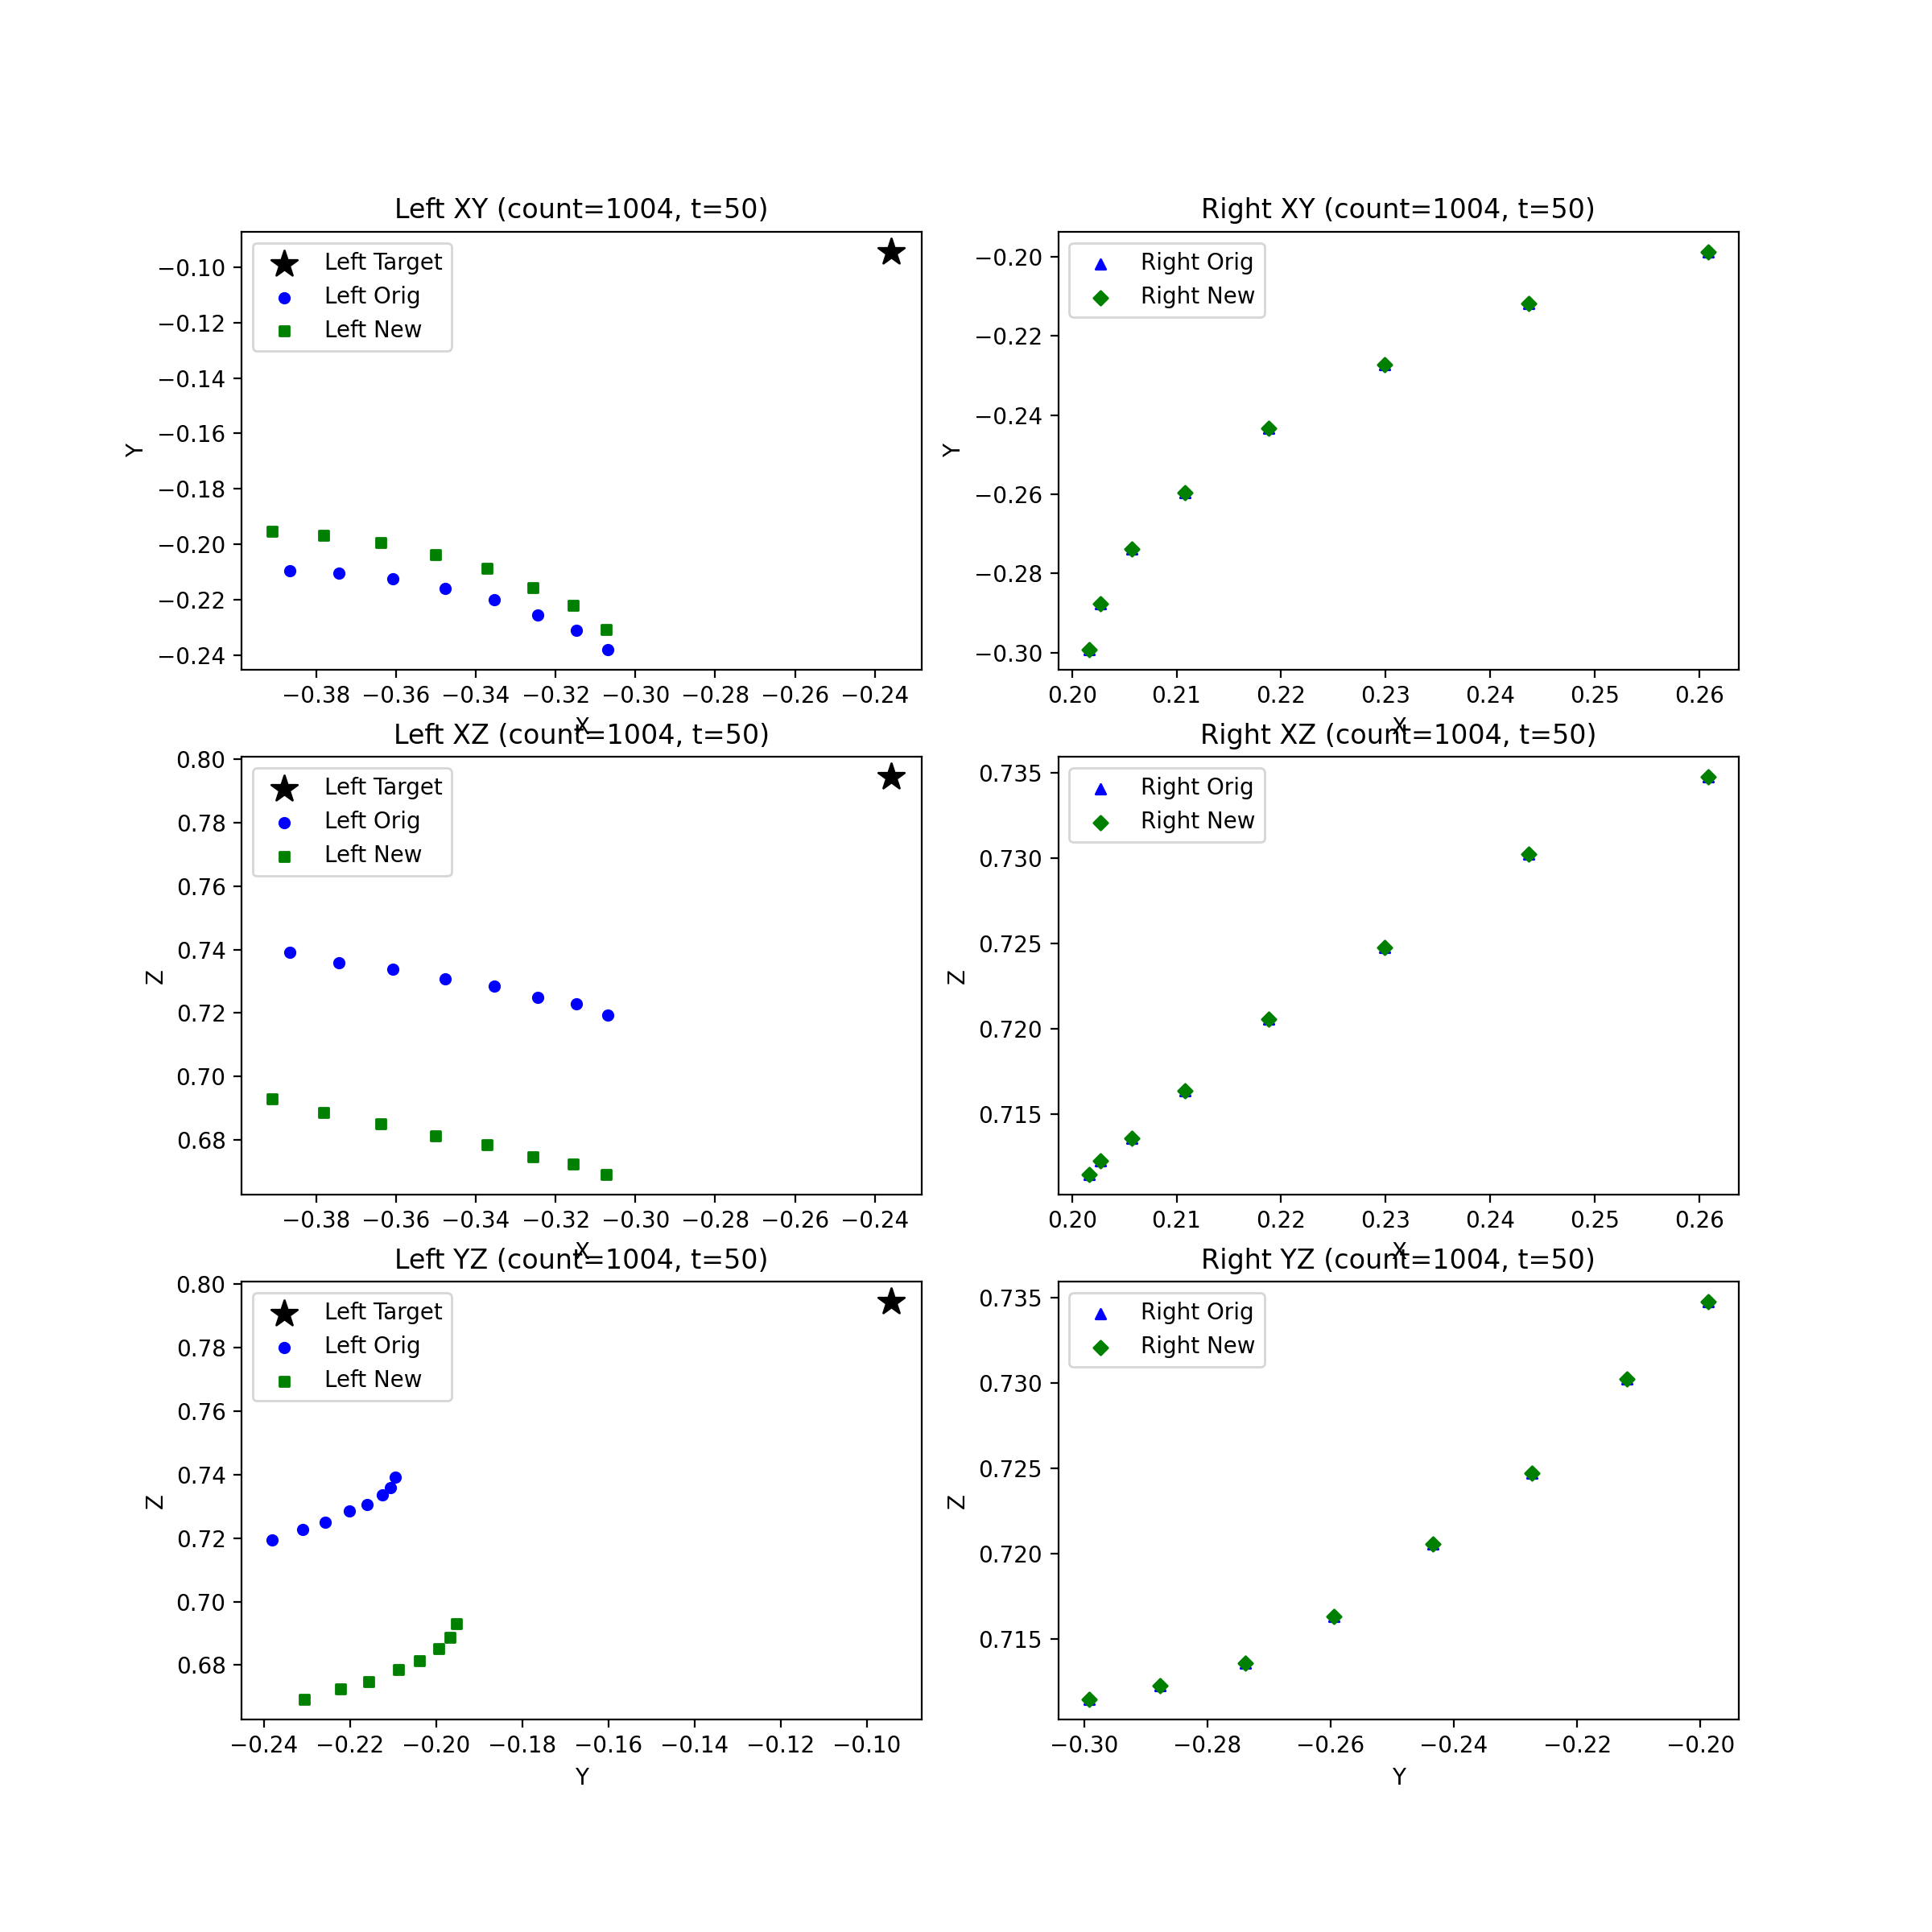 Left XY (count=1004, t=50)
Left Target
Left Orig
Left New
Y
−0.10
−0.12
−0.14
−0.16
−0.18
−0.20
−0.22
−0.24
−0.38 −0.36 −0.34 −0.32 −0.30 −0.28 −0.26 −0.24
X
Right XY (count=1004, t=50)
Right Orig
Right New
Y
−0.20
−0.22
−0.24
−0.26
−0.28
−0.30
0.20 0.21 0.22 0.23 0.24 0.25 0.26
X
Left XZ (count=1004, t=50)
Left Target
Left Orig
Left New
Z
0.80
0.78
0.76
0.74
0.72
0.70
0.68
−0.38 −0.36 −0.34 −0.32 −0.30 −0.28 −0.26 −0.24
X
Right XZ (count=1004, t=50)
Right Orig
Right New
Z
0.735
0.730
0.725
0.720
0.715
0.20 0.21 0.22 0.23 0.24 0.25 0.26
X
Left YZ (count=1004, t=50)
Left Target
Left Orig
Left New
Z
0.80
0.78
0.76
0.74
0.72
0.70
0.68
−0.24 −0.22 −0.20 −0.18 −0.16 −0.14 −0.12 −0.10
Y
Right YZ (count=1004, t=50)
Right Orig
Right New
Z
0.735
0.730
0.725
0.720
0.715
−0.30 −0.28 −0.26 −0.24 −0.22 −0.20
Y